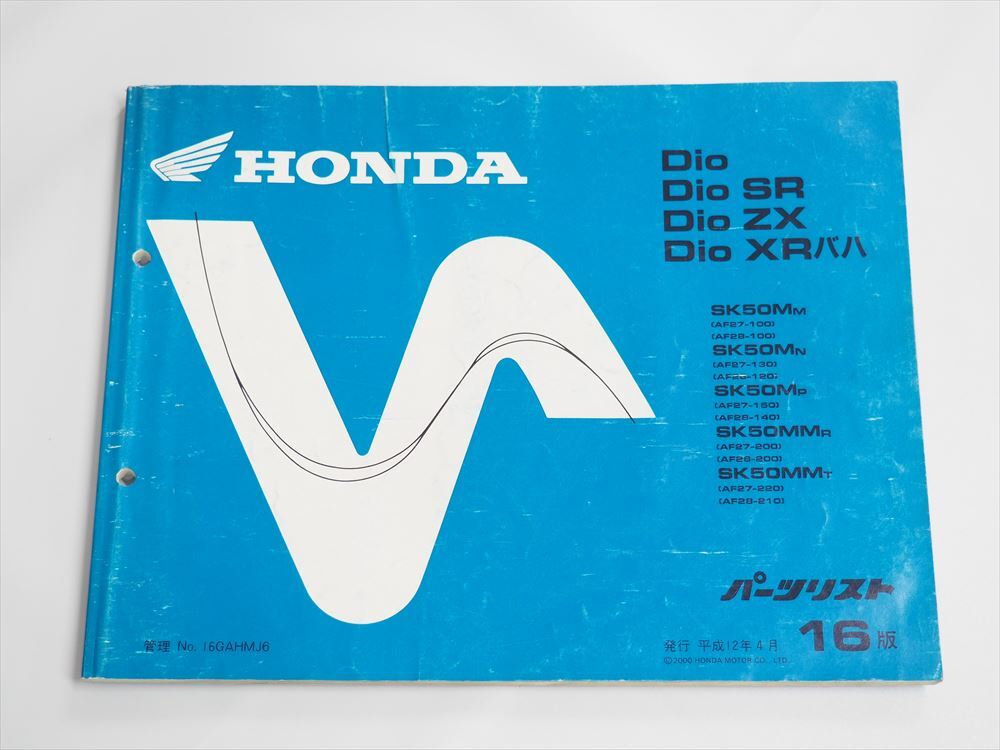 HONDA
Dio
Dio SR
Dio ZX
Dio XRバハ
SK50MM
(AF27-100)
(AF28-100)
SK50MN
(AF27-130)
(AF28-120)
SK50MP
(AF27-150)
(AF28-140)
SK50MMR
(AF27-200)
(AF28-200)
SK50MMT
(AF27-220)
(AF28-210)
パーツリスト
管理 No. 16GAHMJ6
発行 平成12年4月
16版
©2000 HONDA MOTOR CO., LTD.